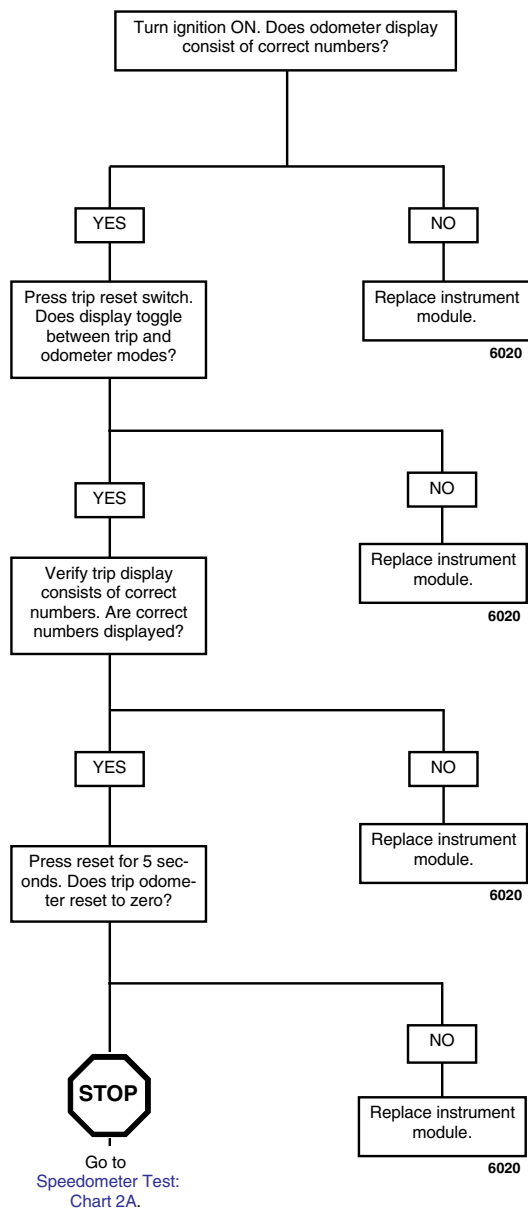 Turn ignition ON. Does odometer display
consist of correct numbers?
YES
NO
Press trip reset switch.
Does display toggle
between trip and
odometer modes?
Replace instrument
module.
6020
YES
NO
Verify trip display
consists of correct
numbers. Are correct
numbers displayed?
Replace instrument
module.
6020
YES
NO
Press reset for 5 sec-
onds. Does trip odome-
ter reset to zero?
Replace instrument
module.
6020
NO
STOP
Replace instrument
module.
6020
Go to
Speedometer Test:
Chart 2A.